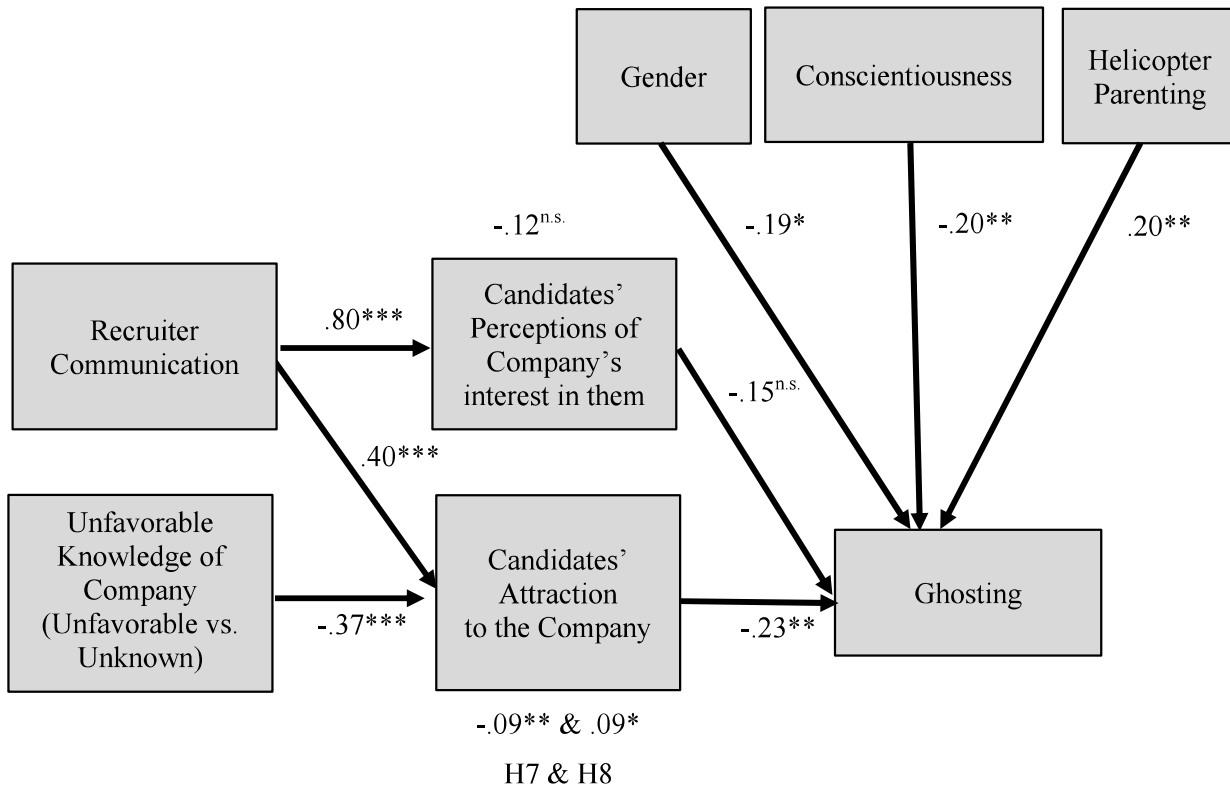 Gender
Conscientiousness
Helicopter
Parenting
-.12n.s.
-.19*
-.20**
.20**
Recruiter
Communication
.80***
Candidates’
Perceptions of
Company’s
interest in them
-.15n.s.
.40***
Unfavorable
Knowledge of
Company
(Unfavorable vs.
Unknown)
-.37***
Candidates’
Attraction
to the Company
-.23**
Ghosting
-.09** & .09*
H7 & H8